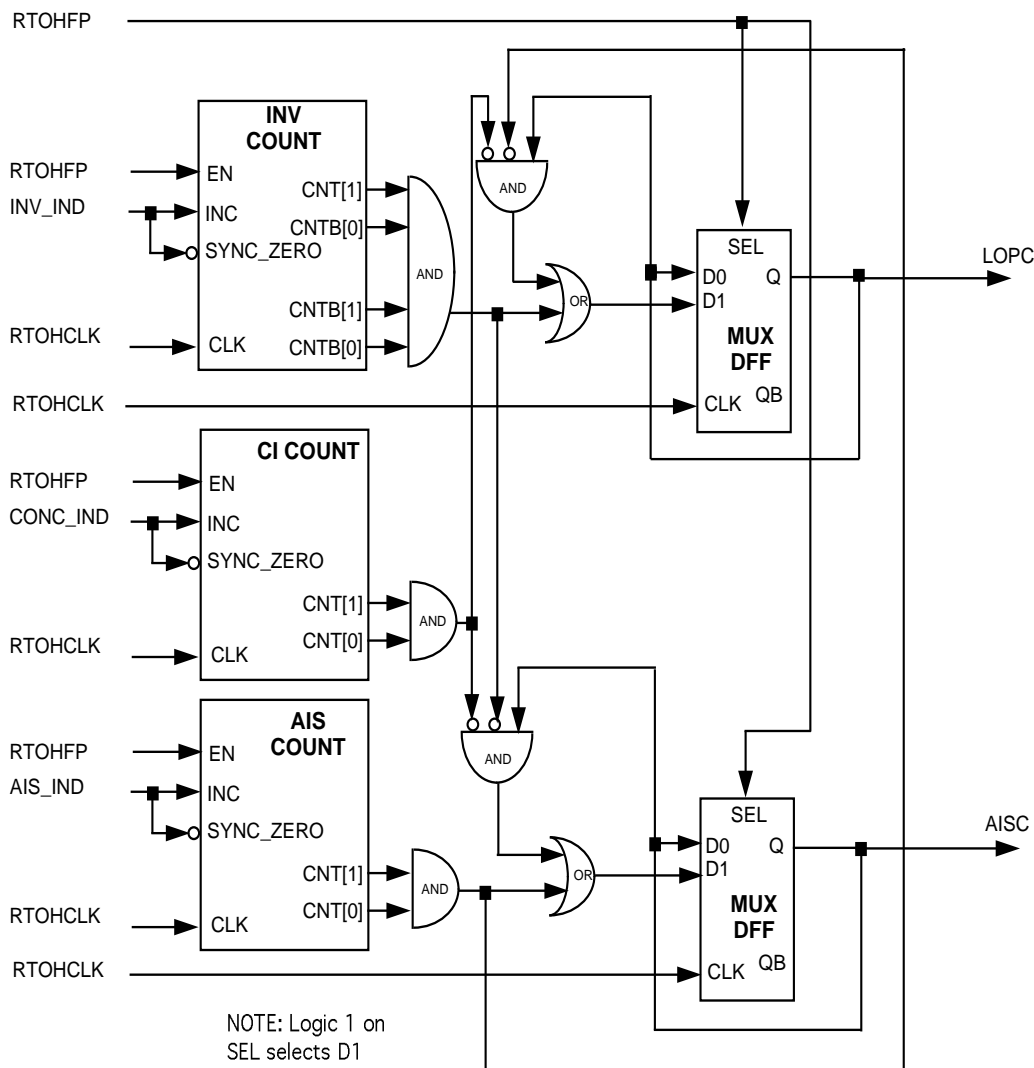 RTOHFP
INV
COUNT
RTOHFP
EN
CNT[1]
AND
INV_IND
INC
CNTB[0]
SYNC_ZERO
SEL
LOPC
AND
D0
Q
CNTB[1]
OR
D1
RTOHCLK
CLK
CNTB[0]
MUX
DFF
RTOHCLK
CLK
QB
CI COUNT
RTOHFP
EN
CONC_IND
INC
SYNC_ZERO
CNT[1]
AND
RTOHCLK
CLK
CNT[0]
AIS
COUNT
RTOHFP
EN
AND
AIS_IND
INC
SEL
AISC
SYNC_ZERO
D0
Q
CNT[1]
D1
AND
OR
RTOHCLK
CLK
CNT[0]
MUX
DFF
RTOHCLK
CLK
QB
NOTE: Logic 1 on
SEL selects D1